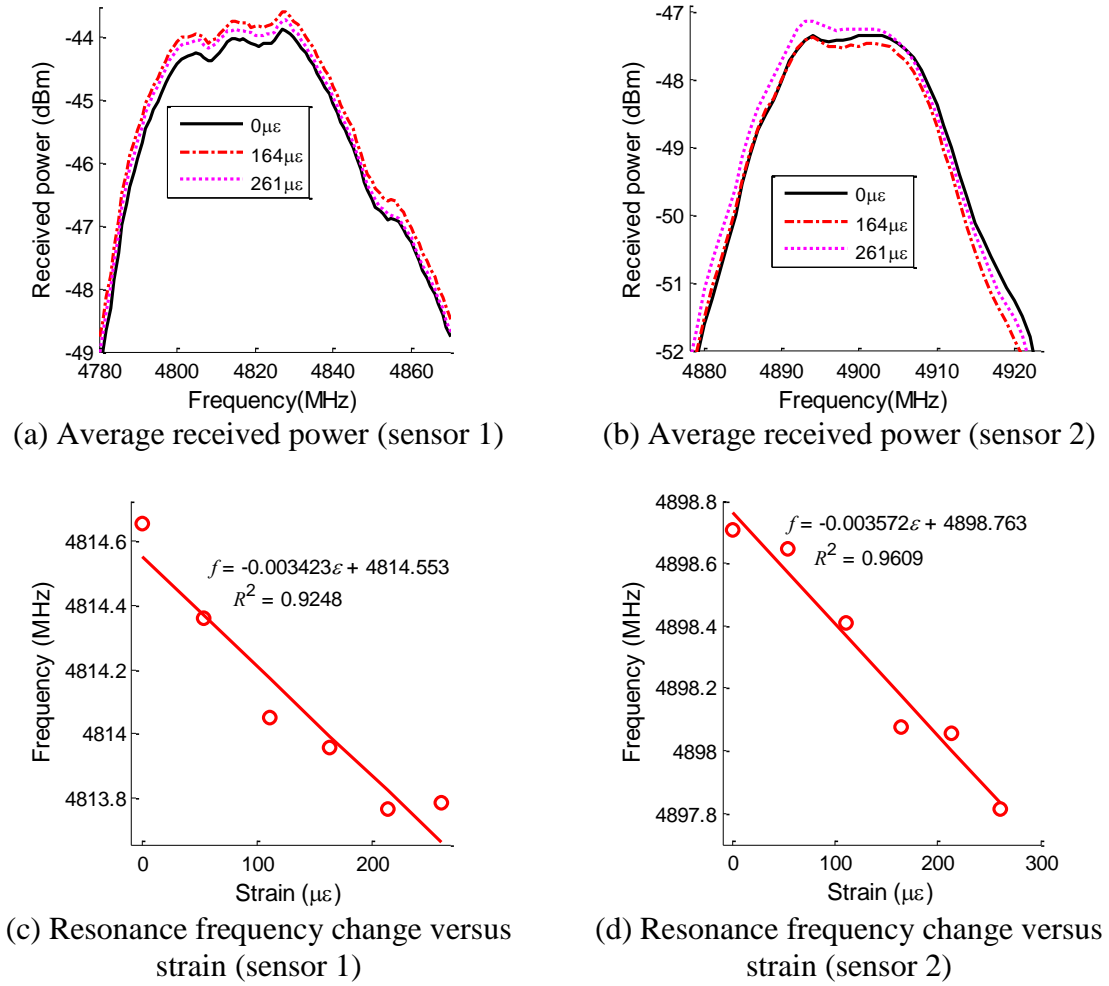 -44
-45
-46
-47
-48
-49
4780 4800 4820 4840 4860
Received power (dBm)
Frequency(MHz)
0με
164με
261με
(a) Average received power (sensor 1)
-47
-48
-49
-50
-51
-52
4880 4890 4900 4910 4920
Received power (dBm)
Frequency(MHz)
0με
164με
261με
(b) Average received power (sensor 2)
4814.6
4814.4
4814.2
4814
4813.8
0 100 200
Frequency (MHz)
Strain (με)
f = -0.003423ε + 4814.553
R² = 0.9248
(c) Resonance frequency change versus
strain (sensor 1)
4898.8
4898.6
4898.4
4898.2
4898
4897.8
0 100 200 300
Frequency (MHz)
Strain (με)
f = -0.003572ε + 4898.763
R² = 0.9609
(d) Resonance frequency change versus
strain (sensor 2)